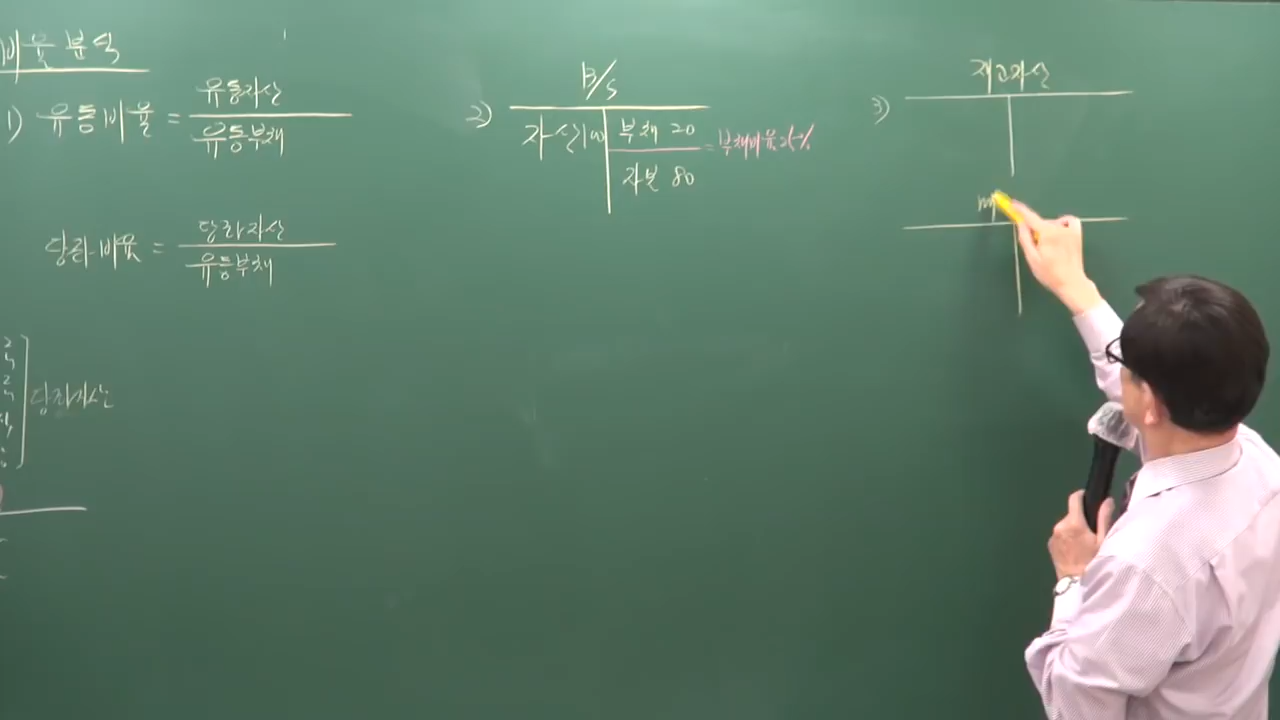 비율분석
1) 유동비율 = 유동자산
유동부채
당좌비율 = 당좌자산
유동부채
당좌자산
2) B/S
자산100 부채 20 = 부채비율 25%
자본 80
3) 재고자산